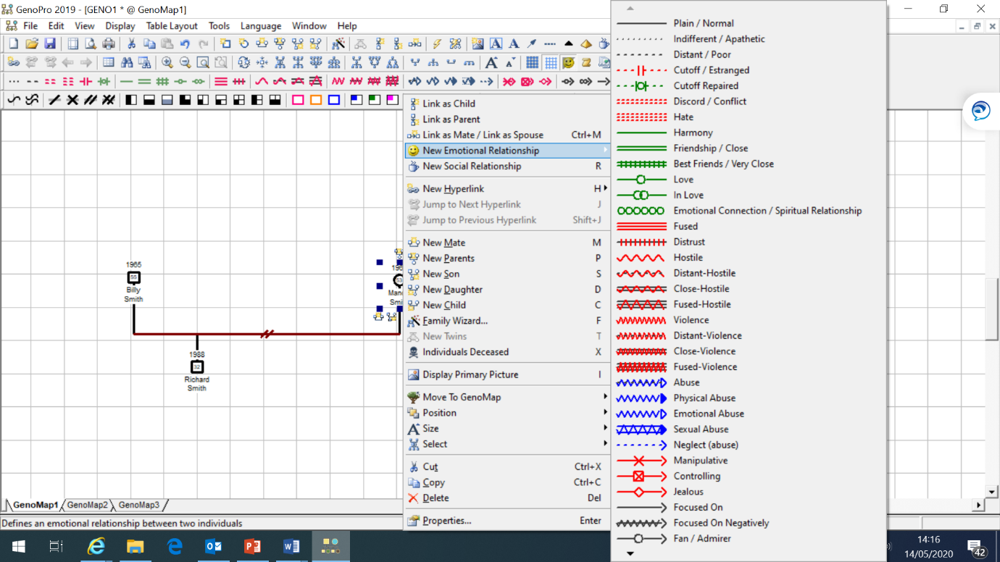 GenoPro 2019 - [GENO1 * @ GenoMap1]
File Edit View Display Table Layout Tools Language Window Help
Link as Child
Link as Parent
Link as Mate / Link as Spouse Ctrl+M
New Emotional Relationship
New Social Relationship R
New Hyperlink H
Jump to Next Hyperlink J
Jump to Previous Hyperlink Shift+J
New Mate M
New Parents P
New Son S
New Daughter D
New Child C
Family Wizard... F
New Twins T
Individuals Deceased X
Display Primary Picture I
Move To GenoMap
Position
Size
Select
Cut Ctrl+X
Copy Ctrl+C
Delete Del
Properties... Enter
Plain / Normal
Indifferent / Apathetic
Distant / Poor
Cutoff / Estranged
Cutoff Repaired
Discord / Conflict
Hate
Harmony
Friendship / Close
Best Friends / Very Close
Love
In Love
Emotional Connection / Spiritual Relationship
Fused
Distrust
Hostile
Distant-Hostile
Close-Hostile
Fused-Hostile
Violence
Distant-Violence
Close-Violence
Fused-Violence
Abuse
Physical Abuse
Emotional Abuse
Sexual Abuse
Neglect (abuse)
Manipulative
Controlling
Jealous
Focused On
Focused On Negatively
Fan / Admirer
1965
55
Billy
Smith
1988
32
Richard
Smith
GenoMap1 GenoMap2 GenoMap3
Defines an emotional relationship between two individuals
14:16
14/05/2020
42